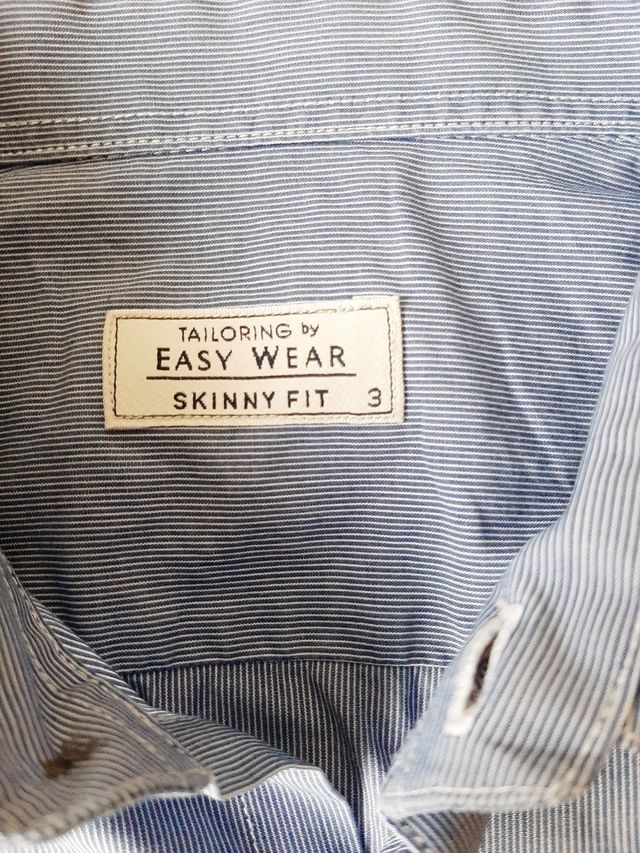 TAILORING by
EASY WEAR
SKINNY FIT 3